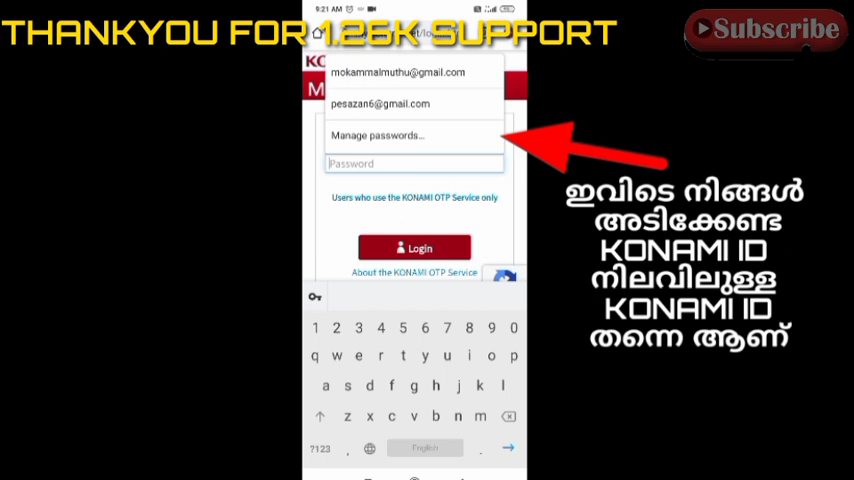 THANKYOU FOR 1.25K SUPPORT
Subscribe
9:21 AM
KO
mokammalmuthu@gmail.com
pesazan6@gmail.com
Manage passwords...
Password
Users who use the KONAMI OTP Service only
Login
About the KONAMI OTP Service
ഇവിടെ നിങ്ങൾ
അടിക്കേണ്ട
KONAMI ID
നിലവിലുള്ള
KONAMI ID
തന്നെ ആണ്
1 2 3 4 5 6 7 8 9 0
q w e r t y u i o p
a s d f g h j k l
z x c v b n m
?123 , English .